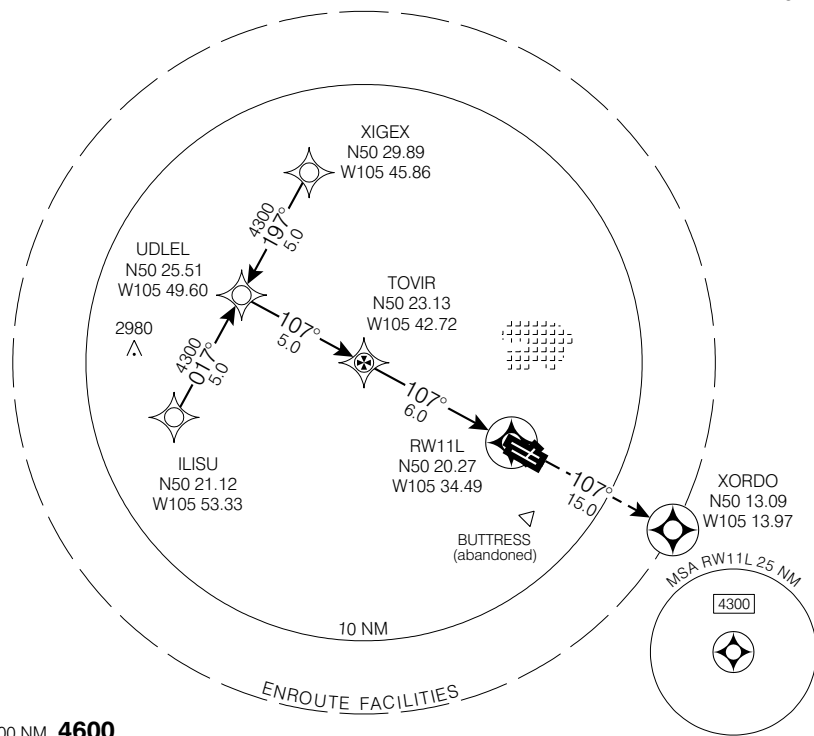 XIGEX
N50 29.89
W105 45.86
4300
197°
5.0
UDLEL
N50 25.51
W105 49.60
TOVIR
N50 23.13
W105 42.72
2980
107°
5.0
4300
017°
5.0
107°
6.0
RW11L
N50 20.27
W105 34.49
ILISU
N50 21.12
W105 53.33
107°
15.0
XORDO
N50 13.09
W105 13.97
BUTTRESS
(abandoned)
MSA RW11L 25 NM
4300
10 NM
ENROUTE FACILITIES
00 NM 4600